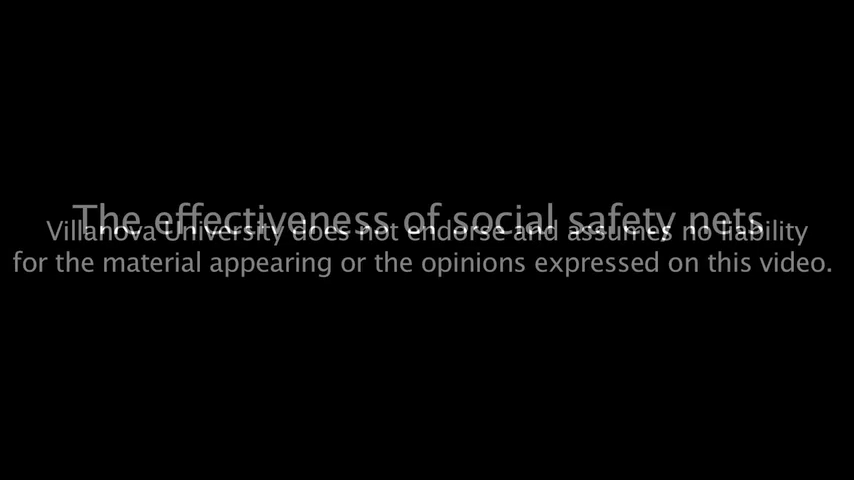 The effectiveness of social safety nets
Villanova University does not endorse and assumes no liability
for the material appearing or the opinions expressed on this video.